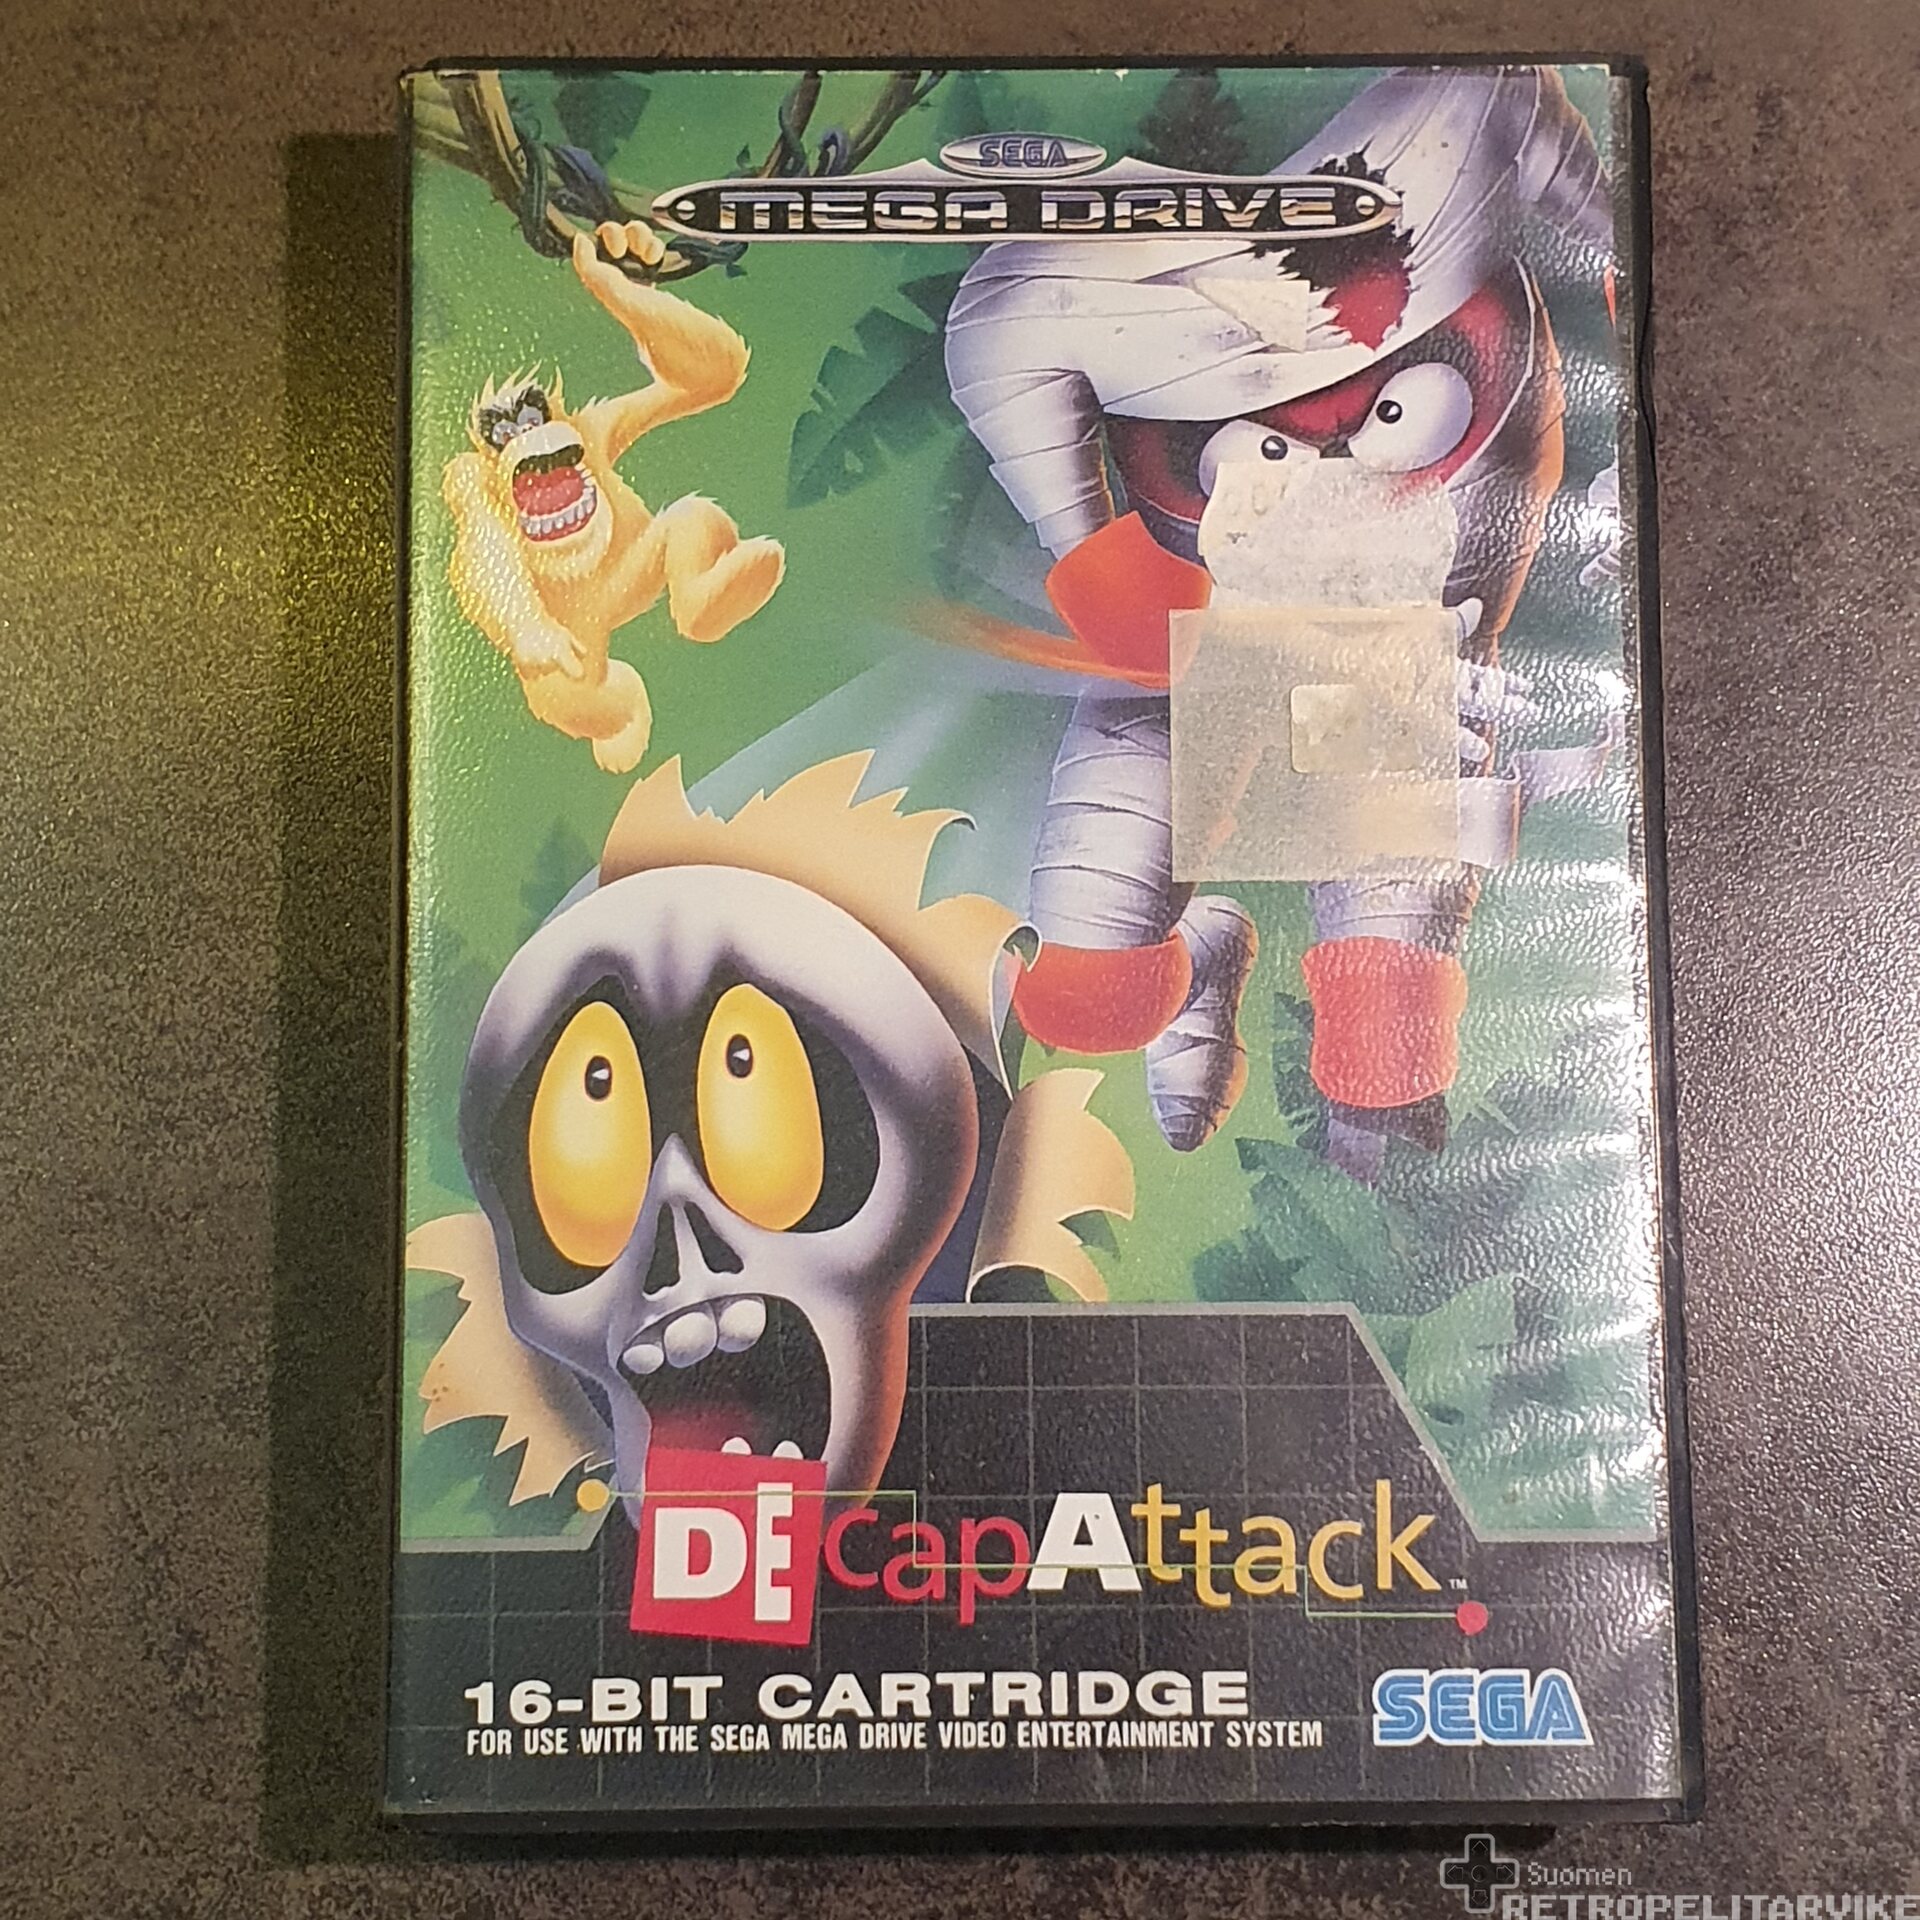 SEGA
MEGA DRIVE
DEcapAttack™
16-BIT CARTRIDGE
FOR USE WITH THE SEGA MEGA DRIVE VIDEO ENTERTAINMENT SYSTEM
SEGA
Suomen
RETROPELITARVIKE